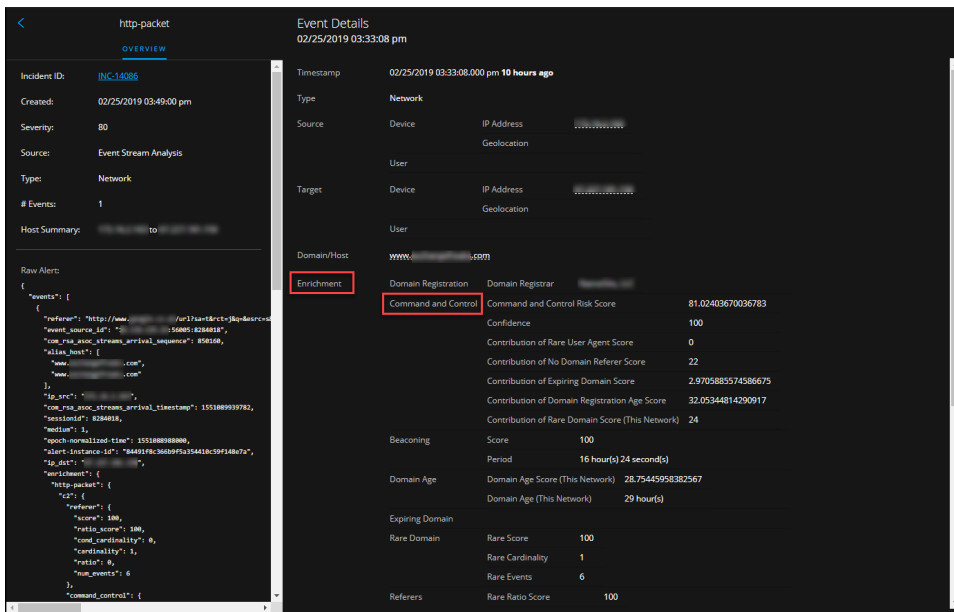 http-packet
OVERVIEW
Incident ID: INC-14086
Created: 02/25/2019 03:49:00 pm
Severity: 80
Source: Event Stream Analysis
Type: Network
# Events: 1
Host Summary: to
Raw Alert:
{
"events": [
{
"referer": "http://www. /url?sa=t&rct=j&q=&esrc=s
"event_source_id": " :56005:8284018",
"com_rsa_asoc_streams_arrival_sequence": 850160,
"alias_host": [
"www. .com",
"www. .com"
],
"ip_src": " ",
"com_rsa_asoc_streams_arrival_timestamp": 1551089939782,
"sessionid": 8284018,
"medium": 1,
"epoch-normalized-time": 1551088988000,
"alert-instance-id": "84491f8c366b9f5a354410c59f148e7a",
"ip_dst": " ",
"enrichment": {
"http-packet": {
"c2": {
"referer": {
"score": 100,
"ratio_score": 100,
"cond_cardinality": 0,
"cardinality": 1,
"ratio": 0,
"num_events": 6
},
"command_control": {
Event Details
02/25/2019 03:33:08 pm
Timestamp 02/25/2019 03:33:08.000 pm 10 hours ago
Type Network
Source Device IP Address
Geolocation
User
Target Device IP Address
Geolocation
User
Domain/Host www. .com
Enrichment Domain Registration Domain Registrar
Command and Control Command and Control Risk Score 81.02403670036783
Confidence 100
Contribution of Rare User Agent Score 0
Contribution of No Domain Referer Score 22
Contribution of Expiring Domain Score 2.9705885574586675
Contribution of Domain Registration Age Score 32.05344814290917
Contribution of Rare Domain Score (This Network) 24
Beaconing Score 100
Period 16 hour(s) 24 second(s)
Domain Age Domain Age Score (This Network) 28.75445958382567
Domain Age (This Network) 29 hour(s)
Expiring Domain
Rare Domain Rare Score 100
Rare Cardinality 1
Rare Events 6
Referers Rare Ratio Score 100